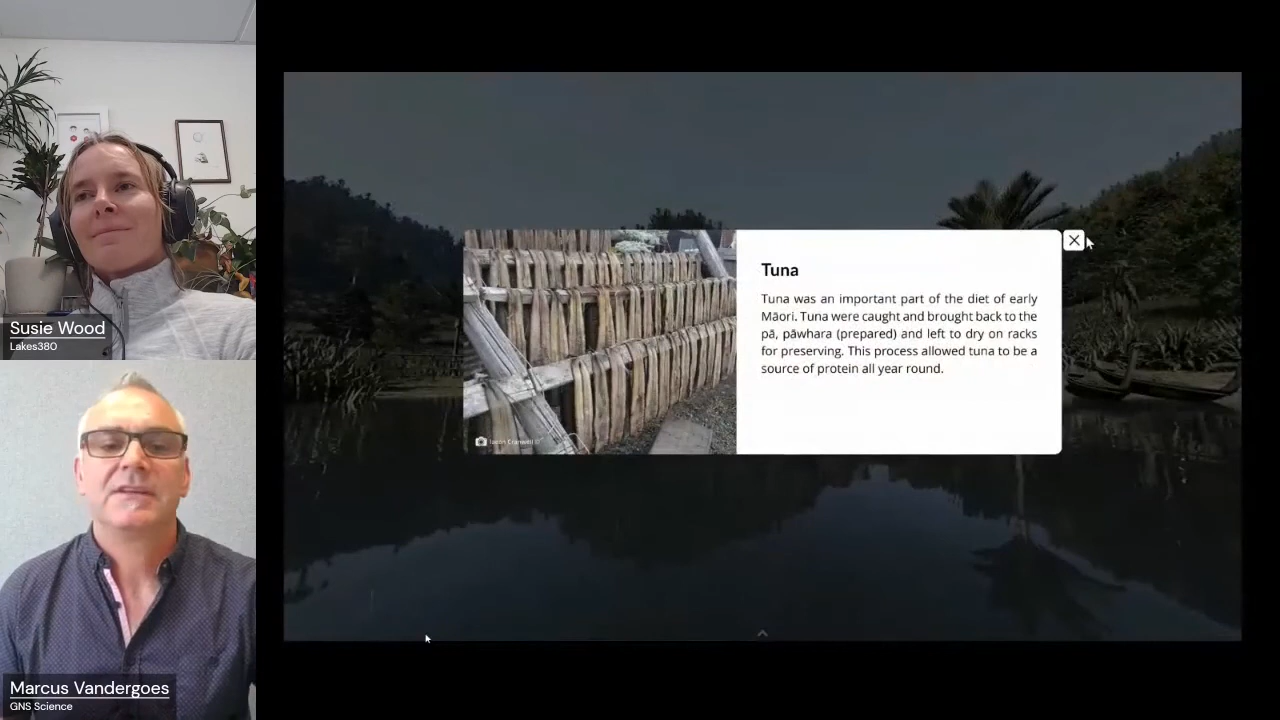 Susie Wood
Lakes380
Marcus Vandergoes
GNS Science
Tuna
Tuna was an important part of the diet of early
Māori. Tuna were caught and brought back to the
pā, pāwhara (prepared) and left to dry on racks
for preserving. This process allowed tuna to be a
source of protein all year round.